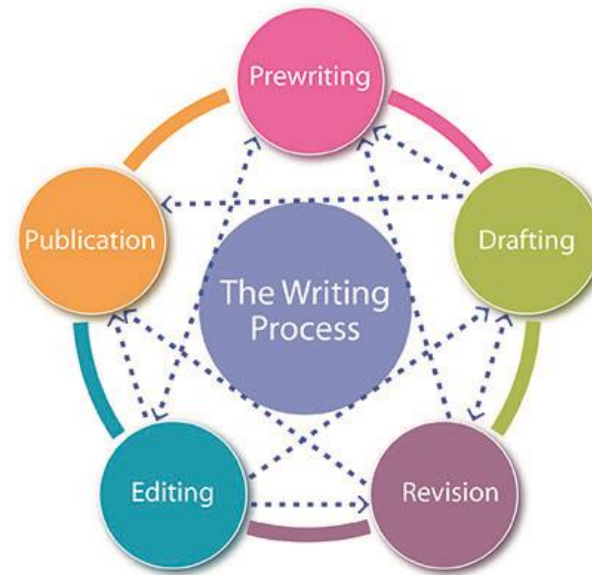 Prewriting
Publication
Drafting
The Writing
Process
Editing
Revision